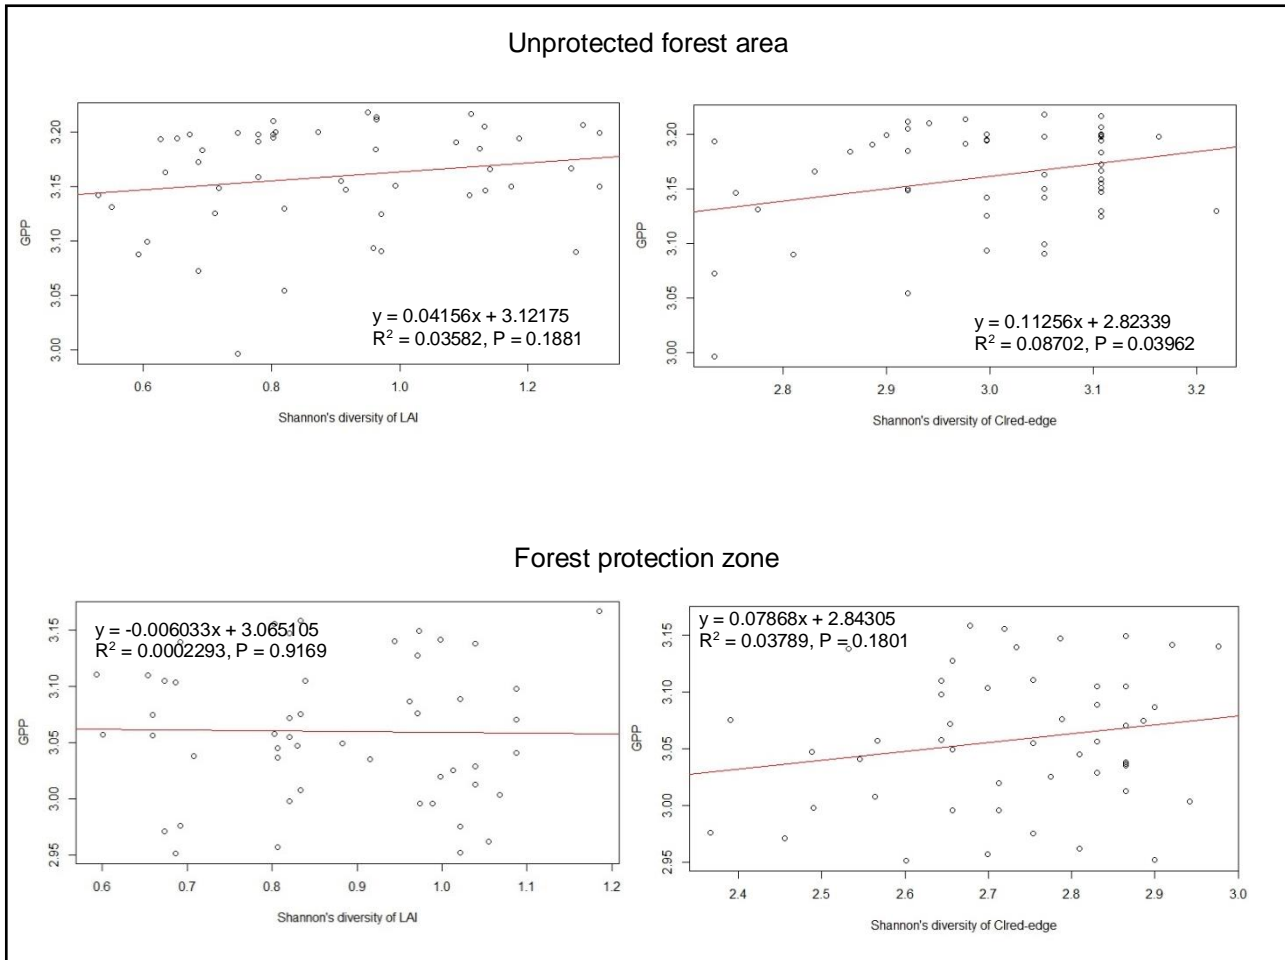 Unprotected forest area
GPP
3.20
3.15
3.10
3.05
3.00
y = 0.04156x + 3.12175
R² = 0.03582, P = 0.1881
0.6 0.8 1.0 1.2
Shannon's diversity of LAI
GPP
3.20
3.15
3.10
3.05
3.00
y = 0.11256x + 2.82339
R² = 0.08702, P = 0.03962
2.8 2.9 3.0 3.1 3.2
Shannon's diversity of CIred-edge
Forest protection zone
GPP
3.15
3.10
3.05
3.00
2.95
y = -0.006033x + 3.065105
R² = 0.0002293, P = 0.9169
0.6 0.7 0.8 0.9 1.0 1.1 1.2
Shannon's diversity of LAI
GPP
3.15
3.10
3.05
3.00
2.95
y = 0.07868x + 2.84305
R² = 0.03789, P = 0.1801
2.4 2.5 2.6 2.7 2.8 2.9 3.0
Shannon's diversity of CIred-edge